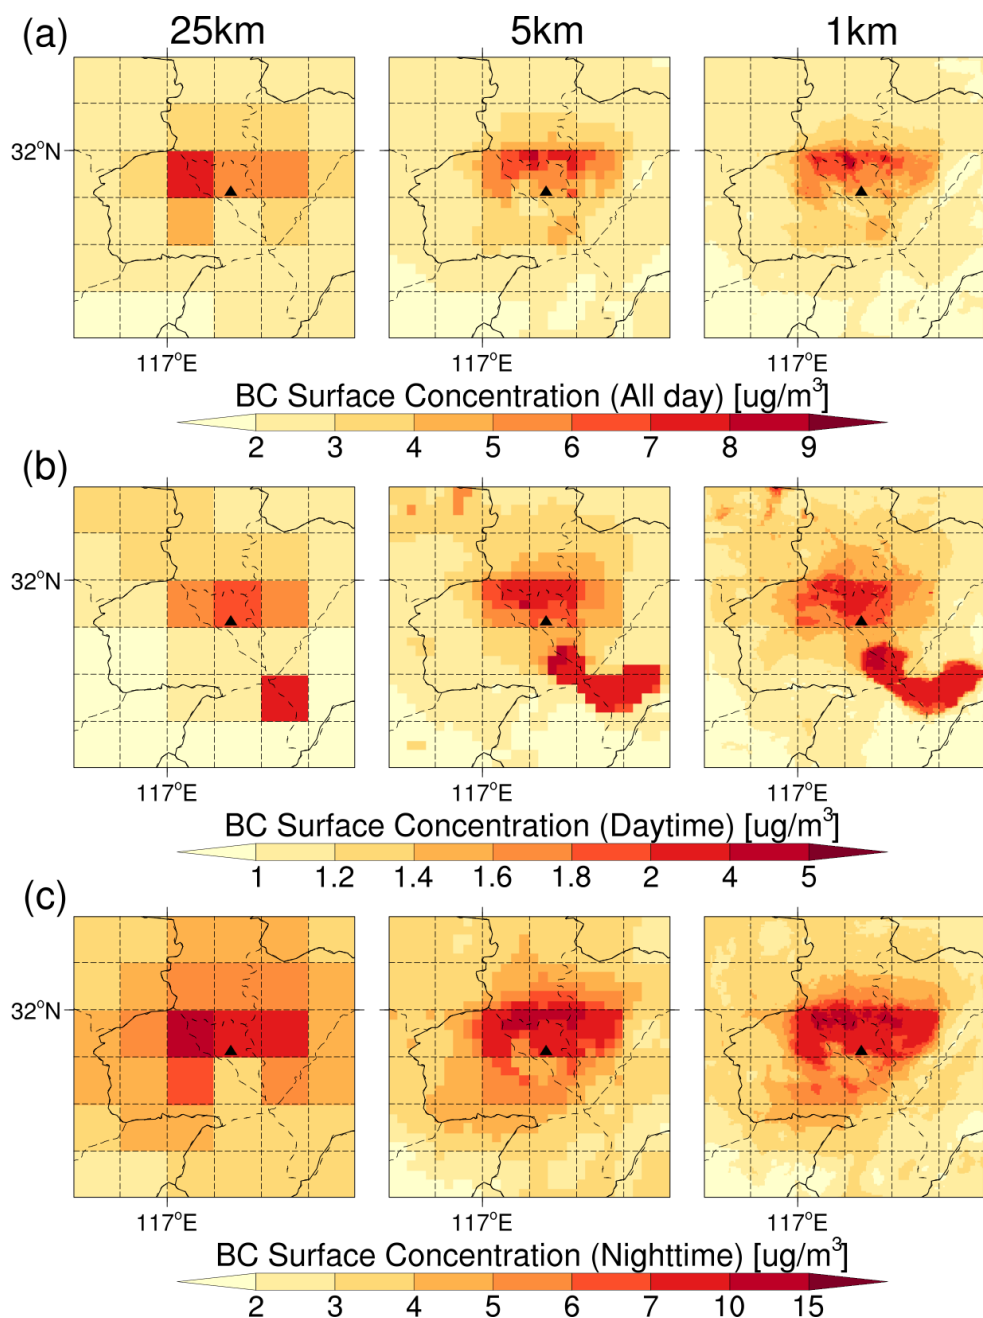 (a) 25km 5km 1km
32°N
117°E 117°E 117°E
BC Surface Concentration (All day) [ug/m³]
2 3 4 5 6 7 8 9
(b)
32°N
117°E 117°E 117°E
BC Surface Concentration (Daytime) [ug/m³]
1 1.2 1.4 1.6 1.8 2 4 5
(c)
32°N
117°E 117°E 117°E
BC Surface Concentration (Nighttime) [ug/m³]
2 3 4 5 6 7 10 15